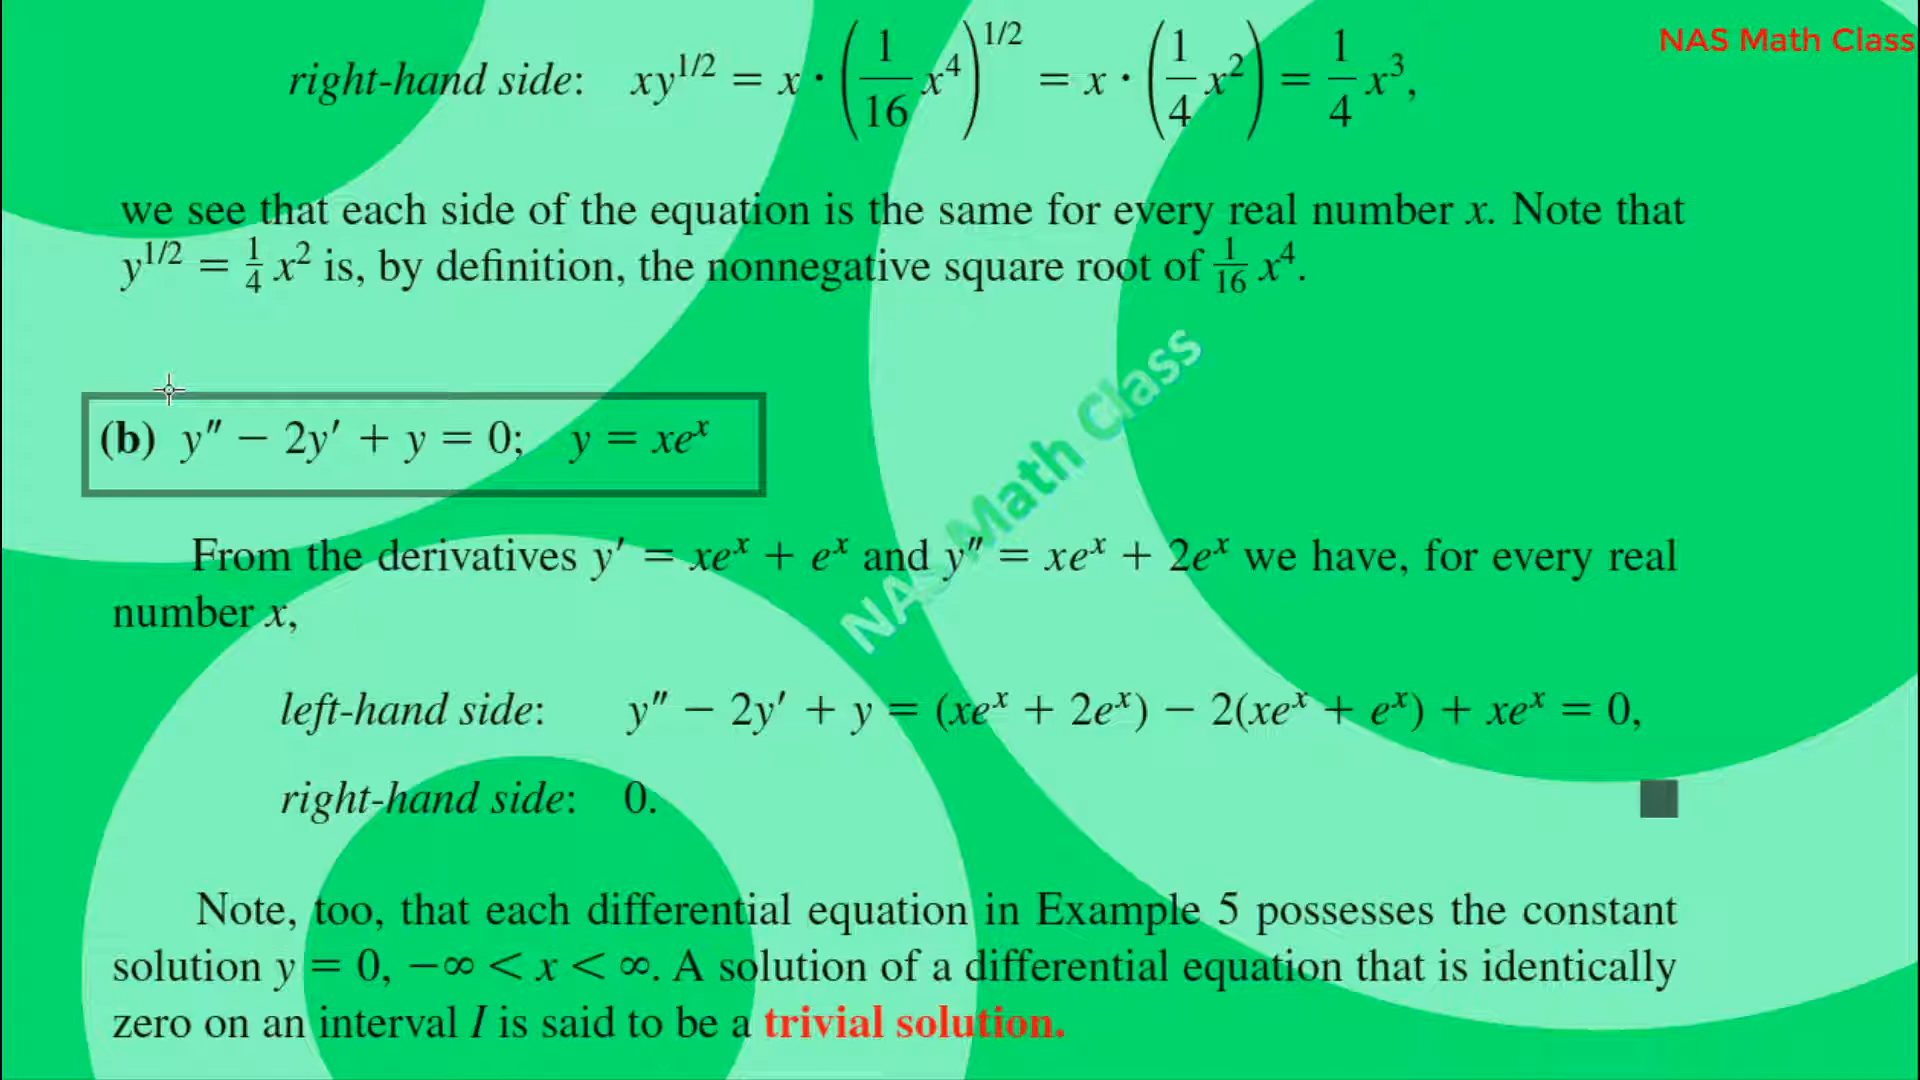 NAS Math Class
right-hand side: xy^{1/2} = x · (1/16 x^4)^{1/2} = x · (1/4 x^2) = 1/4 x^3,
we see that each side of the equation is the same for every real number x. Note that
y^{1/2} = 1/4 x^2 is, by definition, the nonnegative square root of 1/16 x^4.
(b) y″ − 2y′ + y = 0; y = xe^x
NAS Math Class
From the derivatives y′ = xe^x + e^x and y″ = xe^x + 2e^x we have, for every real
number x,
left-hand side: y″ − 2y′ + y = (xe^x + 2e^x) − 2(xe^x + e^x) + xe^x = 0,
right-hand side: 0.
Note, too, that each differential equation in Example 5 possesses the constant
solution y = 0, −∞ < x < ∞. A solution of a differential equation that is identically
zero on an interval I is said to be a trivial solution.